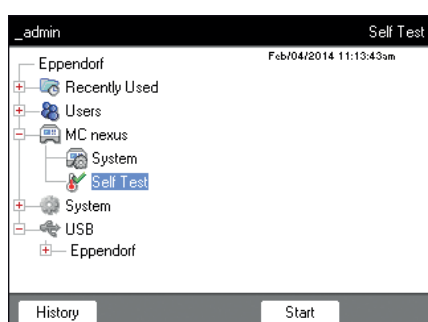 _admin
Self Test
Feb/04/2014 11:13:43am
Eppendorf
Recently Used
Users
MC nexus
System
Self Test
System
USB
Eppendorf
History
Start